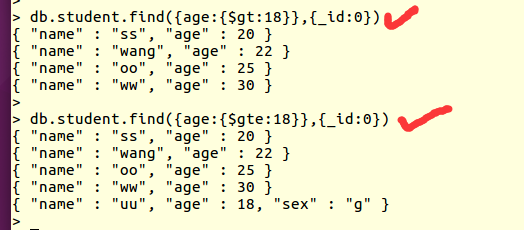 >
> db.student.find({age:{$gt:18}},{_id:0})
{ "name" : "ss", "age" : 20 }
{ "name" : "wang", "age" : 22 }
{ "name" : "oo", "age" : 25 }
{ "name" : "ww", "age" : 30 }
>
> db.student.find({age:{$gte:18}},{_id:0})
{ "name" : "ss", "age" : 20 }
{ "name" : "wang", "age" : 22 }
{ "name" : "oo", "age" : 25 }
{ "name" : "ww", "age" : 30 }
{ "name" : "uu", "age" : 18, "sex" : "g" }
> _